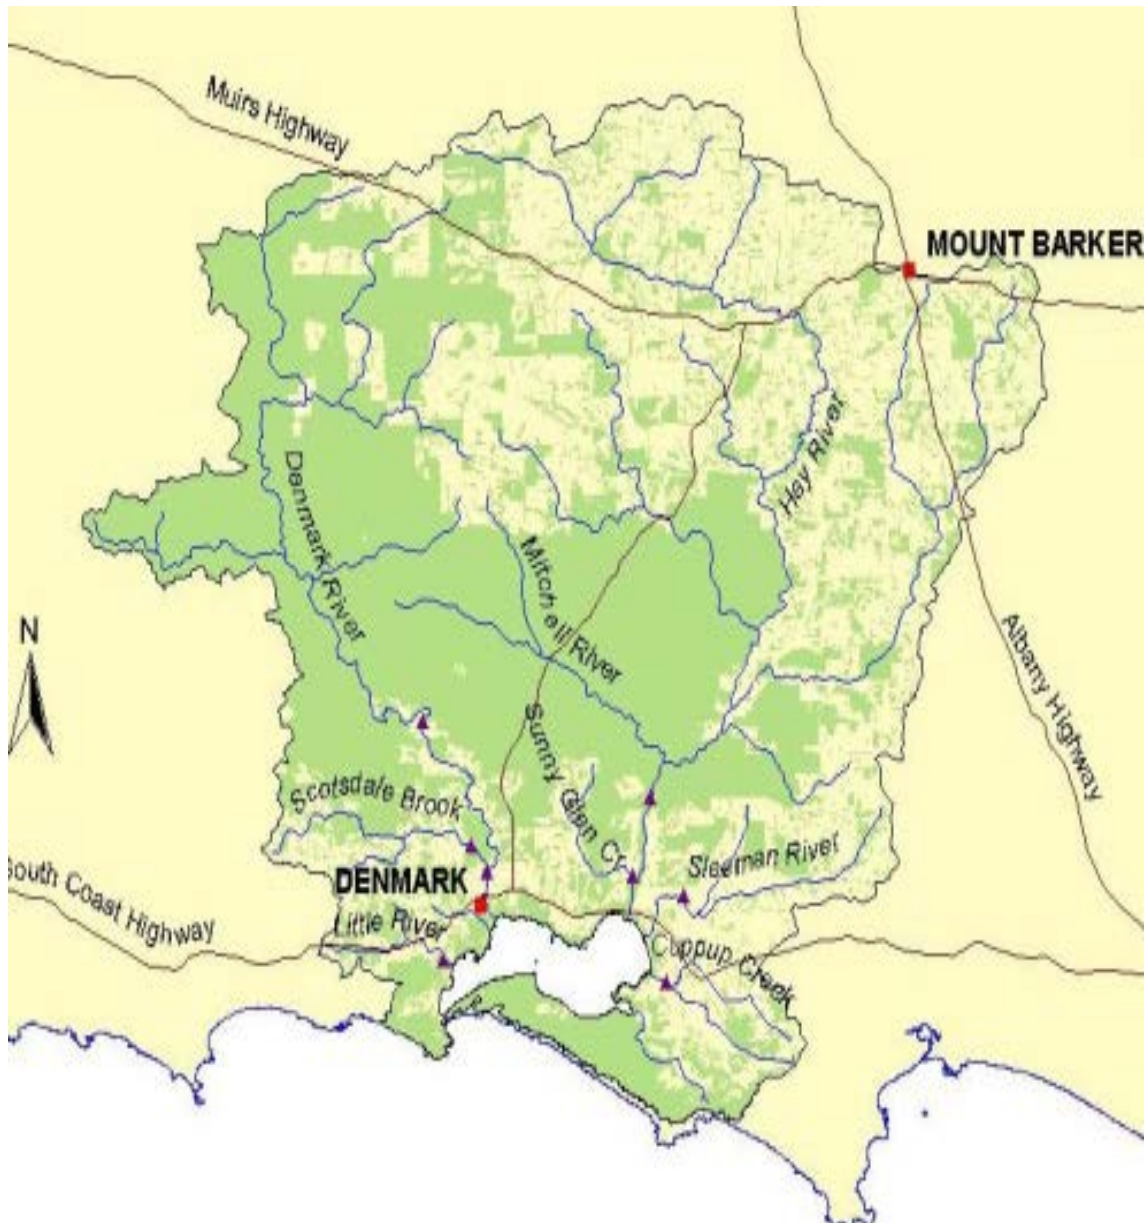 Muirs Highway
MOUNT BARKER
Hay River
Denmark River
Mitchell River
N
Albany Highway
Sunny Glen Cr
Scotsdale Brook
Sleeman River
South Coast Highway
DENMARK
Little River
Cuppup Creek